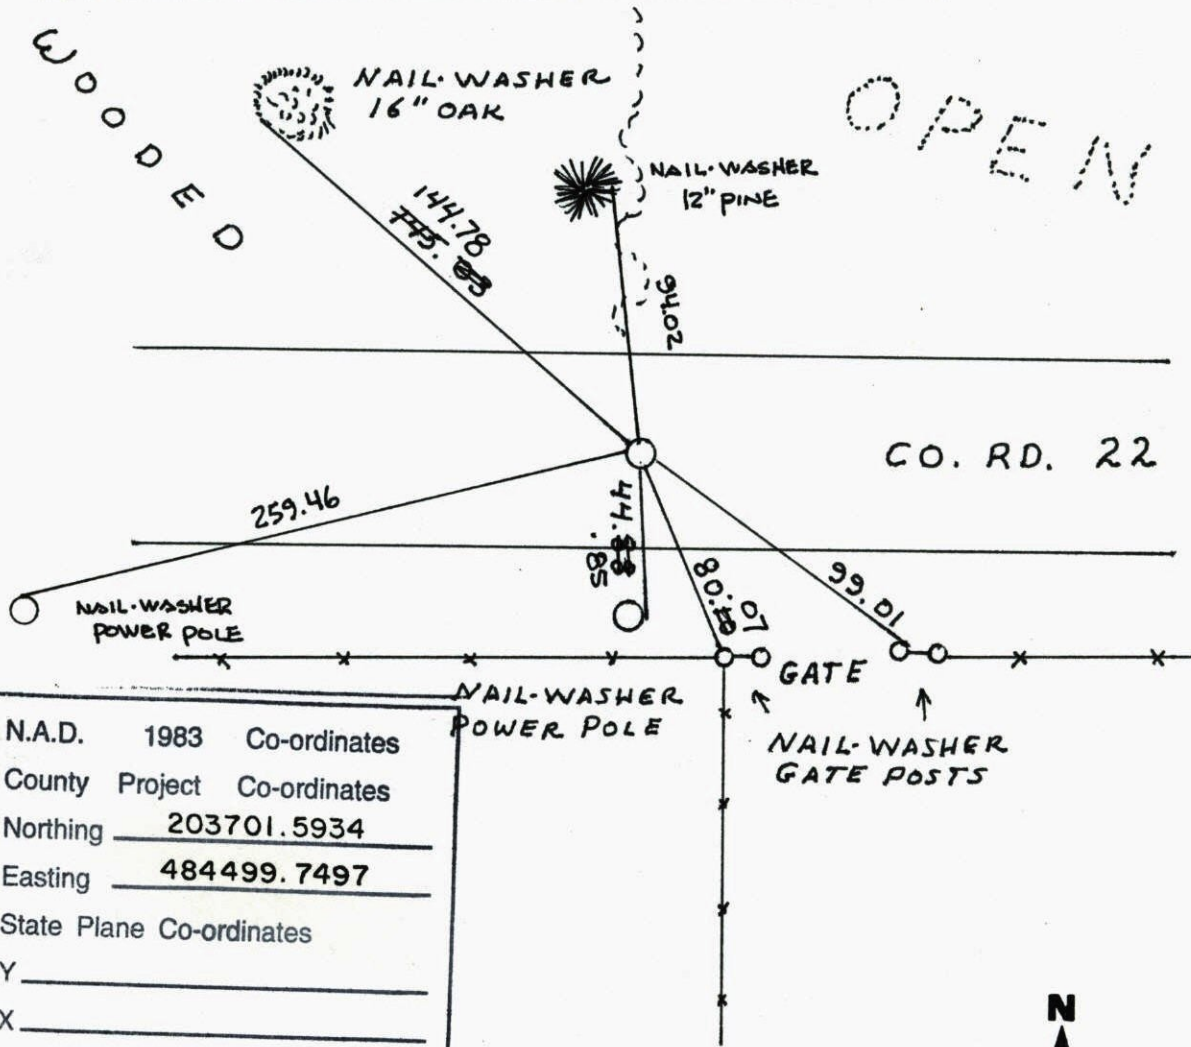 WOODED
NAIL-WASHER
16" OAK
OPEN
NAIL-WASHER
12" PINE
144.78
94.02
CO. RD. 22
259.46
44.
.85
80.
07
99.01
NAIL-WASHER
POWER POLE
GATE
NAIL-WASHER
POWER POLE
NAIL-WASHER
GATE POSTS
N.A.D. 1983 Co-ordinates
County Project Co-ordinates
Northing 203701.5934
Easting 484499.7497
State Plane Co-ordinates
Y
X
N